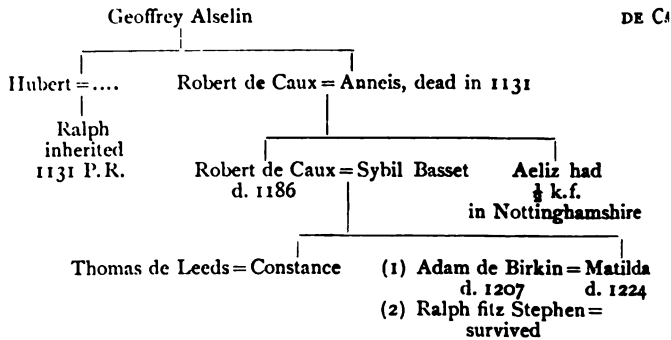 Geoffrey Alselin DE CA
Hubert = .... Robert de Caux = Anneis, dead in 1131
Ralph
inherited
1131 P.R.
Robert de Caux = Sybil Basset
d. 1186
Aeliz had
½ k.f.
in Nottinghamshire
Thomas de Leeds = Constance
(1) Adam de Birkin = Matilda
d. 1207 d. 1224
(2) Ralph fitz Stephen =
survived